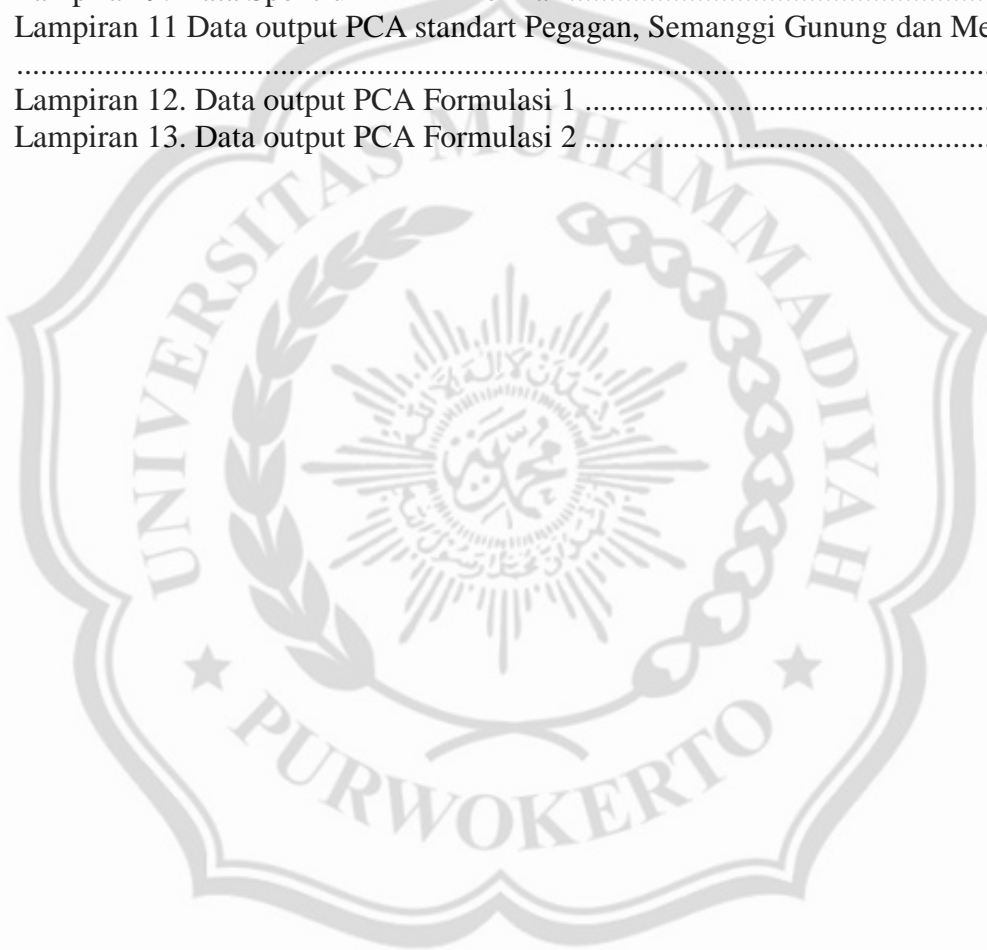 Lampiran 11 Data output PCA standart Pegagan, Semanggi Gunung dan Me
................................................................................................................
Lampiran 12. Data output PCA Formulasi 1 ..................................................
Lampiran 13. Data output PCA Formulasi 2 ..................................................
UNIVERSITAS MUHAMMADIYAH
محمد
PURWOKERTO